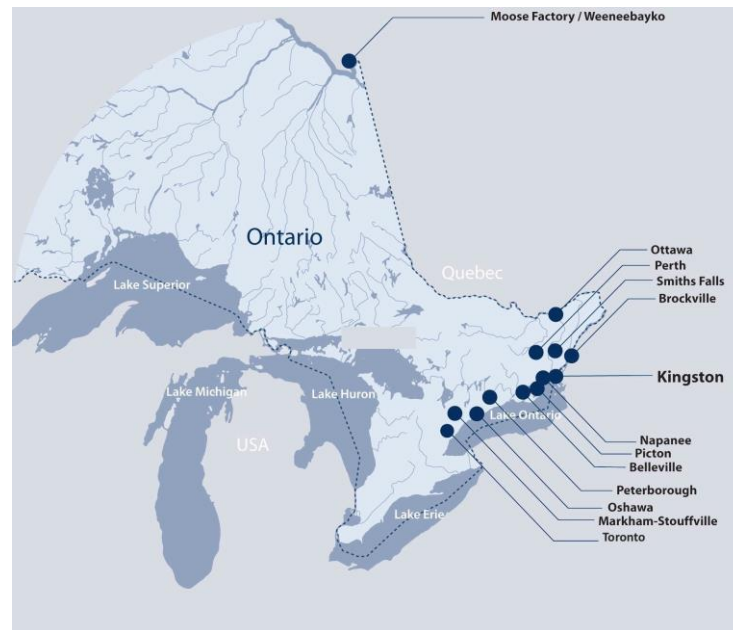 Moose Factory / Weeneebayko
Ontario
Quebec
Ottawa
Perth
Smiths Falls
Brockville
Lake Superior
Kingston
Lake Michigan
Lake Huron
Lake Ontario
USA
Napanee
Picton
Belleville
Peterborough
Oshawa
Lake Erie
Markham-Stouffville
Toronto